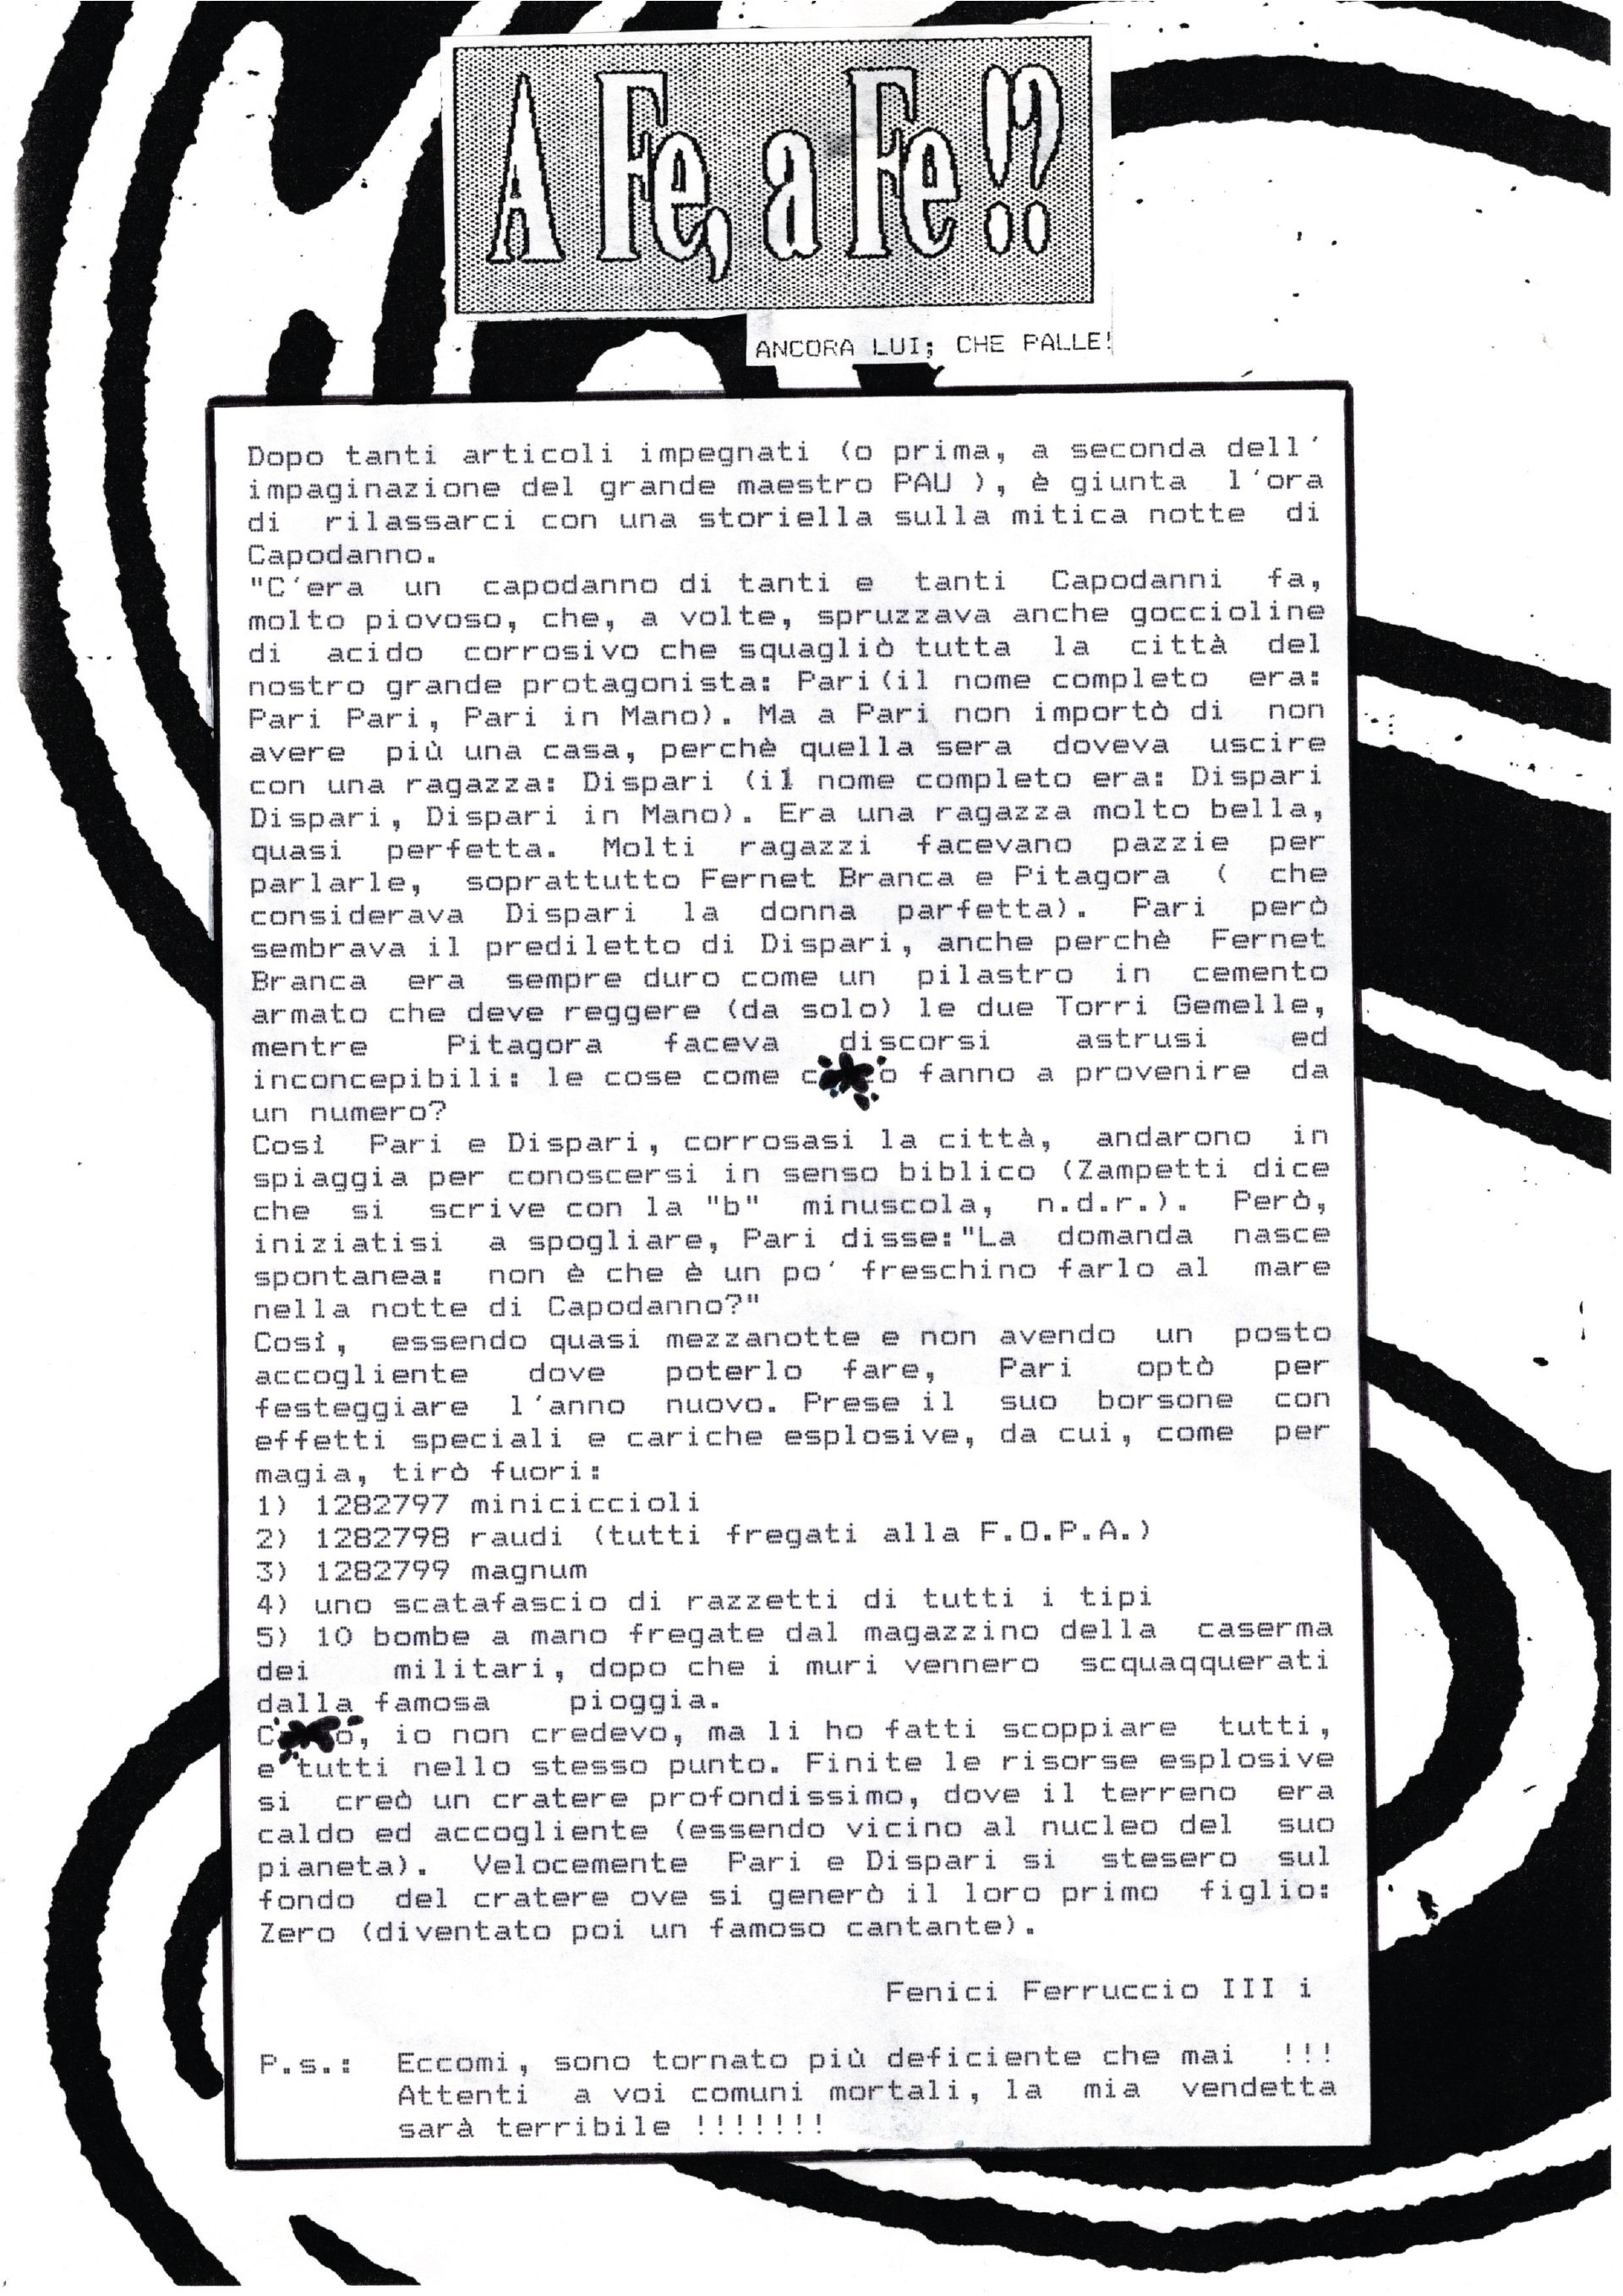 A Fe, a Fe !?
ANCORA LUI; CHE PALLE!
Dopo tanti articoli impegnati (o prima, a seconda dell'
impaginazione del grande maestro PAU ), è giunta l'ora
di rilassarci con una storiella sulla mitica notte di
Capodanno.
"C'era un capodanno di tanti e tanti Capodanni fa,
molto piovoso, che, a volte, spruzzava anche goccioline
di acido corrosivo che squagliò tutta la città del
nostro grande protagonista: Pari(il nome completo era:
Pari Pari, Pari in Mano). Ma a Pari non importò di non
avere più una casa, perchè quella sera doveva uscire
con una ragazza: Dispari (il nome completo era: Dispari
Dispari, Dispari in Mano). Era una ragazza molto bella,
quasi perfetta. Molti ragazzi facevano pazzie per
parlarle, soprattutto Fernet Branca e Pitagora ( che
considerava Dispari la donna parfetta). Pari però
sembrava il prediletto di Dispari, anche perchè Fernet
Branca era sempre duro come un pilastro in cemento
armato che deve reggere (da solo) le due Torri Gemelle,
mentre Pitagora faceva discorsi astrusi ed
inconcepibili: le cose come fanno a provenire da
un numero?
Così Pari e Dispari, corrosasi la città, andarono in
spiaggia per conoscersi in senso biblico (Zampetti dice
che si scrive con la "b" minuscola, n.d.r.). Però,
iniziatisi a spogliare, Pari disse:"La domanda nasce
spontanea: non è che è un po' freschino farlo al mare
nella notte di Capodanno?"
Così, essendo quasi mezzanotte e non avendo un posto
accogliente dove poterlo fare, Pari optò per
festeggiare l'anno nuovo. Prese il suo borsone con
effetti speciali e cariche esplosive, da cui, come per
magia, tirò fuori:
1) 1282797 miniciccioli
2) 1282798 raudi (tutti fregati alla F.O.P.A.)
3) 1282799 magnum
4) uno scatafascio di razzetti di tutti i tipi
5) 10 bombe a mano fregate dal magazzino della caserma
dei militari, dopo che i muri vennero scquaqquerati
dalla famosa pioggia.
io non credevo, ma li ho fatti scoppiare tutti,
e tutti nello stesso punto. Finite le risorse esplosive
si creò un cratere profondissimo, dove il terreno era
caldo ed accogliente (essendo vicino al nucleo del suo
pianeta). Velocemente Pari e Dispari si stesero sul
fondo del cratere ove si generò il loro primo figlio:
Zero (diventato poi un famoso cantante).
Fenici Ferruccio III i
P.s.: Eccomi, sono tornato più deficiente che mai !!!
Attenti a voi comuni mortali, la mia vendetta
sarà terribile !!!!!!!